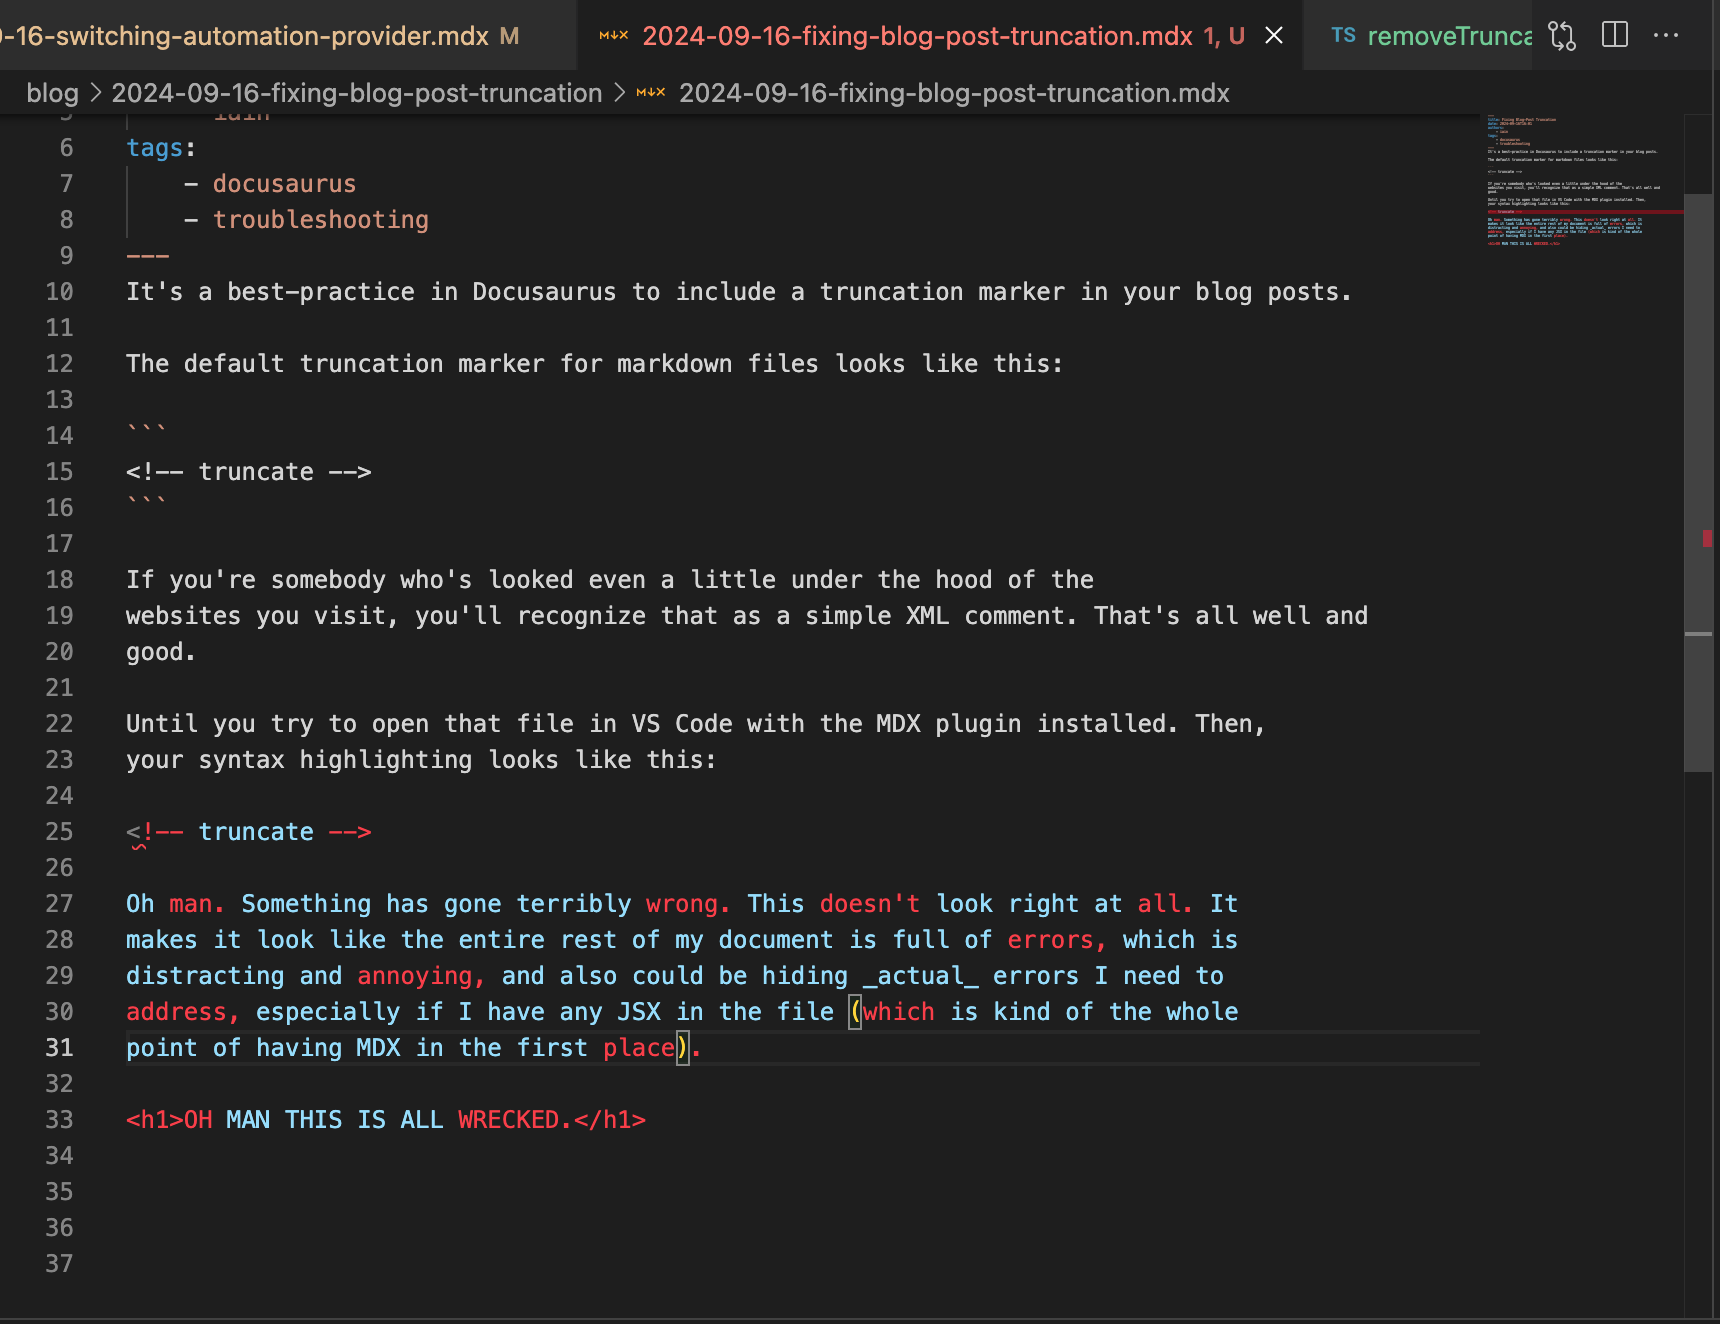 -16-switching-automation-provider.mdx M
M↓X 2024-09-16-fixing-blog-post-truncation.mdx 1, U
TS removeTrunca
blog > 2024-09-16-fixing-blog-post-truncation > M↓X 2024-09-16-fixing-blog-post-truncation.mdx
5 iain
6 tags:
7 - docusaurus
8 - troubleshooting
9 ---
10 It's a best-practice in Docusaurus to include a truncation marker in your blog posts.
11
12 The default truncation marker for markdown files looks like this:
13
14 ```
15 <!-- truncate -->
16 ```
17
18 If you're somebody who's looked even a little under the hood of the
19 websites you visit, you'll recognize that as a simple XML comment. That's all well and
20 good.
21
22 Until you try to open that file in VS Code with the MDX plugin installed. Then,
23 your syntax highlighting looks like this:
24
25 <!-- truncate -->
26
27 Oh man. Something has gone terribly wrong. This doesn't look right at all. It
28 makes it look like the entire rest of my document is full of errors, which is
29 distracting and annoying, and also could be hiding _actual_ errors I need to
30 address, especially if I have any JSX in the file (which is kind of the whole
31 point of having MDX in the first place).
32
33 <h1>OH MAN THIS IS ALL WRECKED.</h1>
34
35
36
37